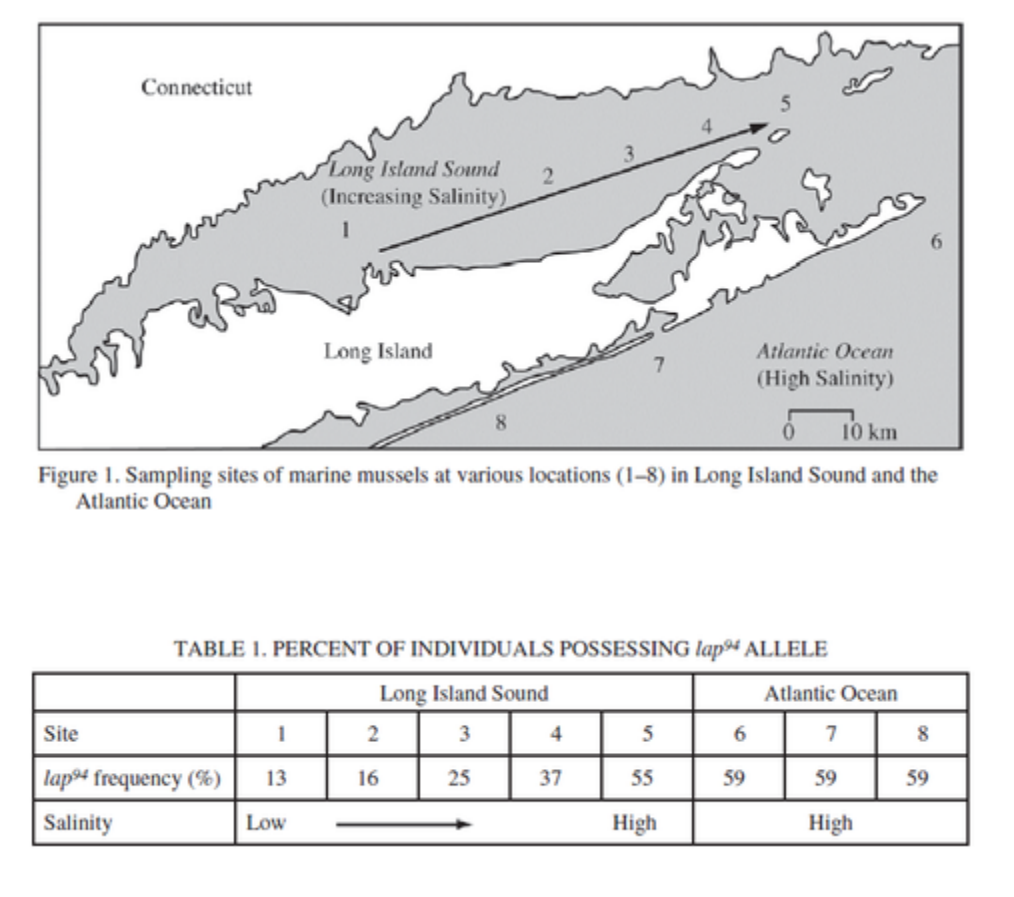 Connecticut
5
4
3
Long Island Sound
2
(Increasing Salinity)
1
6
Long Island
Atlantic Ocean
7
(High Salinity)
8
0 10 km
Figure 1. Sampling sites of marine mussels at various locations (1–8) in Long Island Sound and the
Atlantic Ocean
TABLE 1. PERCENT OF INDIVIDUALS POSSESSING lap⁹⁴ ALLELE
Long Island Sound Atlantic Ocean
Site 1 2 3 4 5 6 7 8
lap⁹⁴ frequency (%) 13 16 25 37 55 59 59 59
Salinity Low High High